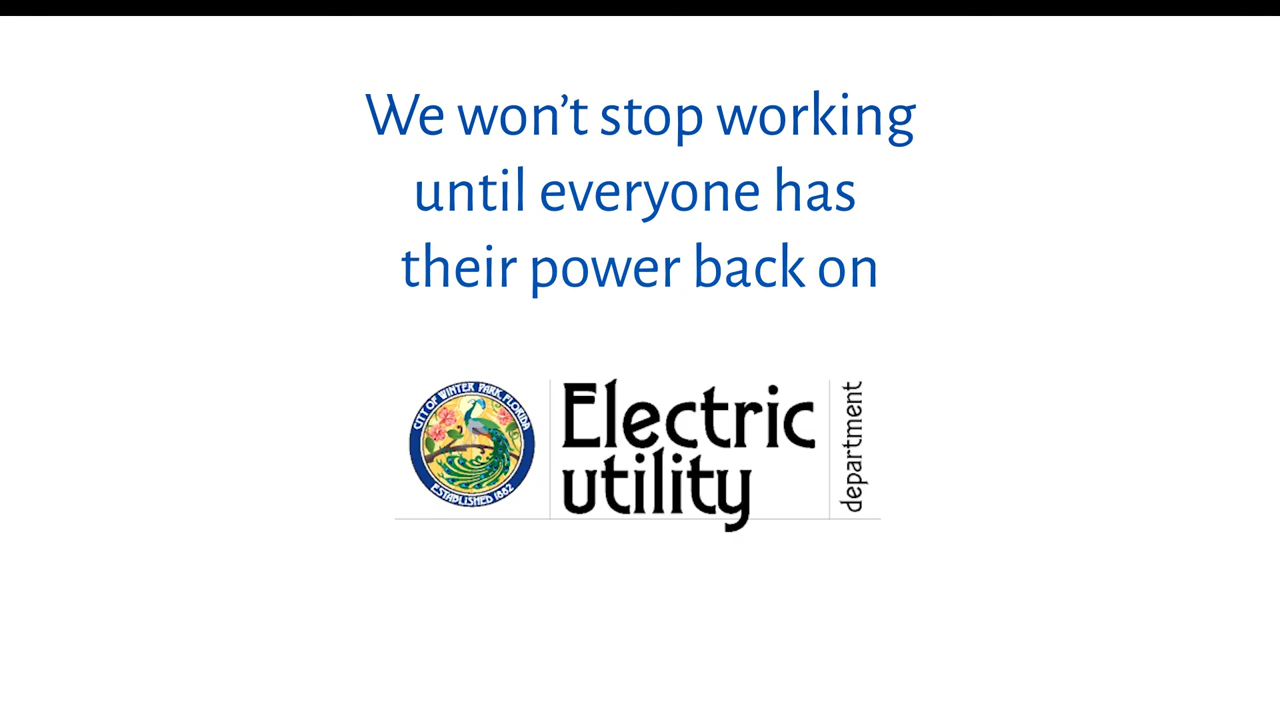 We won’t stop working
until everyone has
their power back on
CITY OF WINTER PARK, FLORIDA
ESTABLISHED 1882
Electric
utility
department